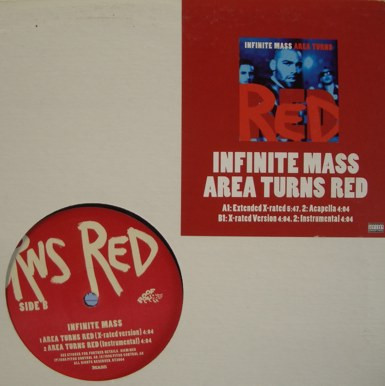 INFINITE MASS AREA TURNS
RED
INFINITE MASS
AREA TURNS RED
A1: Extended X-rated 5:47. 2: Acapella 4:04
B1: X-rated Version 4:04. 2: Instrumental 4:04
RNS RED
SIDE B
INFINITE MASS
1 AREA TURNS RED (X-rated version) 4:04
2 AREA TURNS RED (Instrumental) 4:04